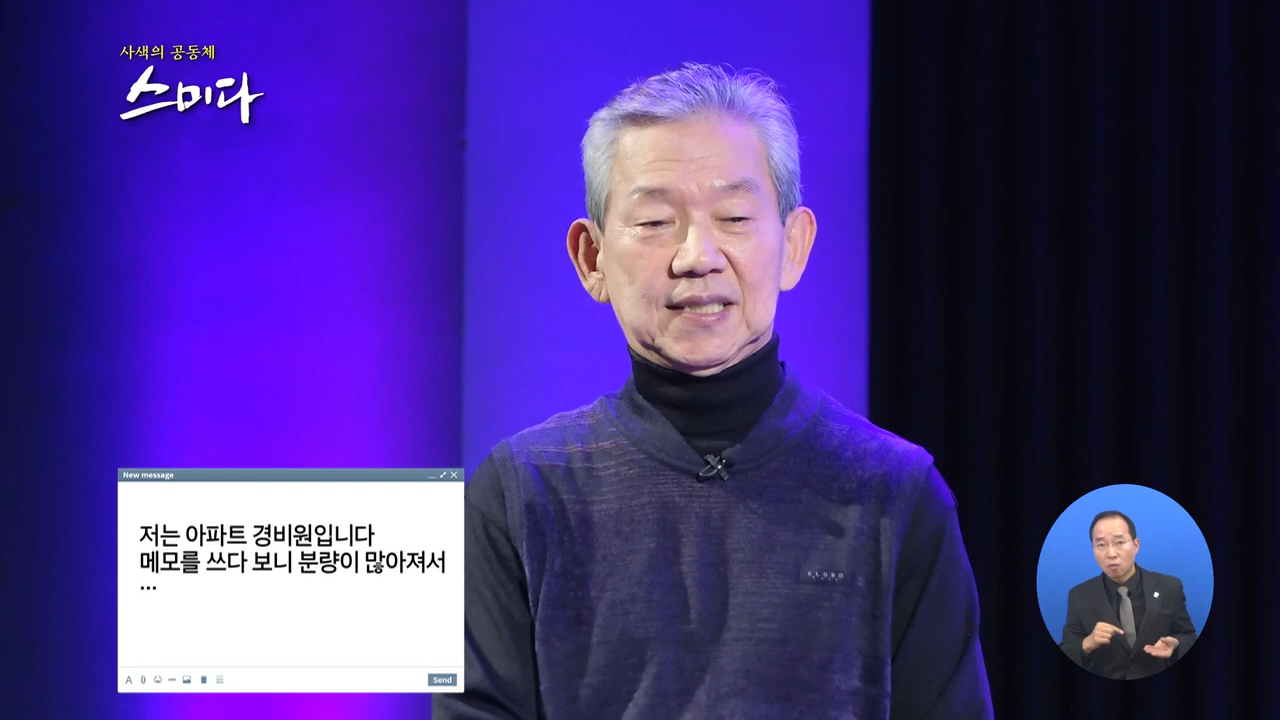 사색의 공동체
스미다
New message
저는 아파트 경비원입니다
메모를 쓰다 보니 분량이 많아져서
...
Send